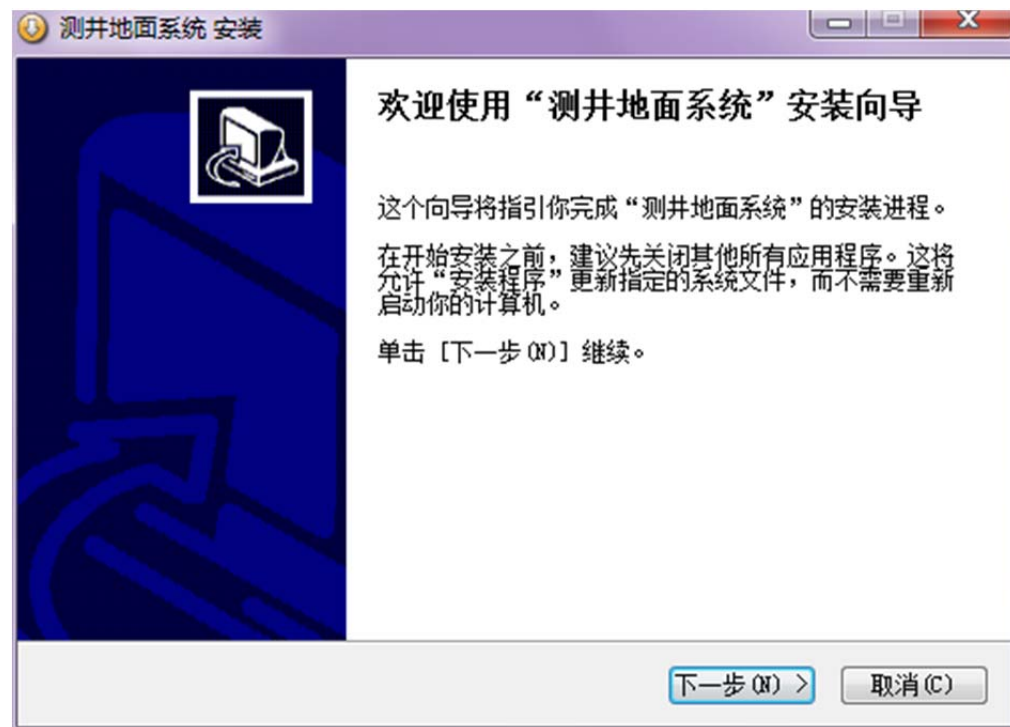 测井地面系统 安装
欢迎使用“测井地面系统”安装向导
这个向导将指引你完成“测井地面系统”的安装进程。
在开始安装之前，建议先关闭其他所有应用程序。这将
允许“安装程序”更新指定的系统文件，而不需要重新
启动你的计算机。
单击 [下一步(N)] 继续。
下一步(N) >
取消(C)